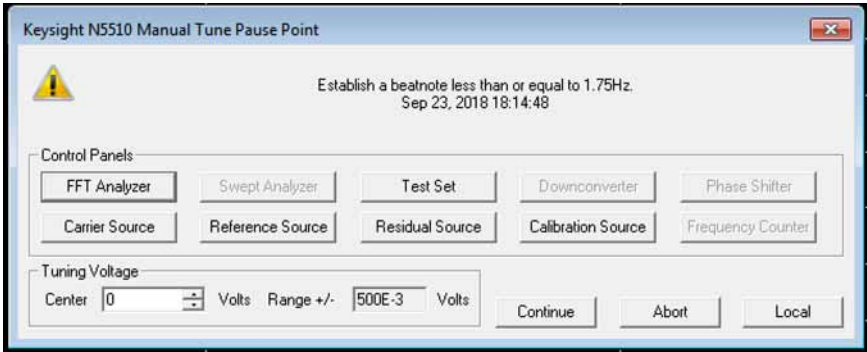 Keysight N5510 Manual Tune Pause Point
Establish a beatnote less than or equal to 1.75Hz.
Sep 23, 2018 18:14:48
Control Panels
FFT Analyzer Swept Analyzer Test Set Downconverter Phase Shifter
Carrier Source Reference Source Residual Source Calibration Source Frequency Counter
Tuning Voltage
Center 0 Volts Range +/- 500E-3 Volts
Continue Abort Local